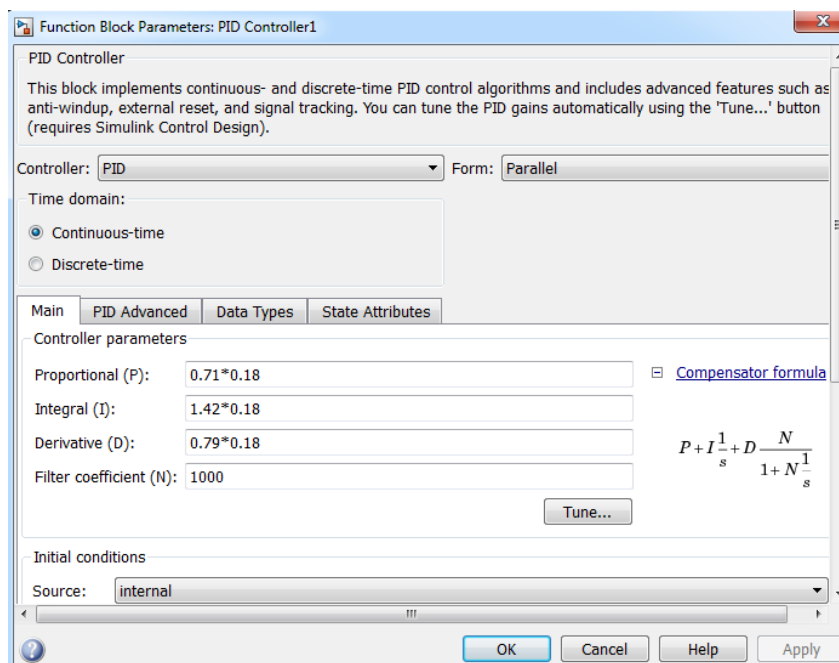 Function Block Parameters: PID Controller1
PID Controller
This block implements continuous- and discrete-time PID control algorithms and includes advanced features such as
anti-windup, external reset, and signal tracking. You can tune the PID gains automatically using the 'Tune...' button
(requires Simulink Control Design).
Controller: PID Form: Parallel
Time domain:
Continuous-time
Discrete-time
Main PID Advanced Data Types State Attributes
Controller parameters
Proportional (P): 0.71*0.18 Compensator formula
Integral (I): 1.42*0.18
Derivative (D): 0.79*0.18
P+I 1/s +D N/(1+N 1/s)
Filter coefficient (N): 1000
Tune...
Initial conditions
Source: internal
OK Cancel Help Apply